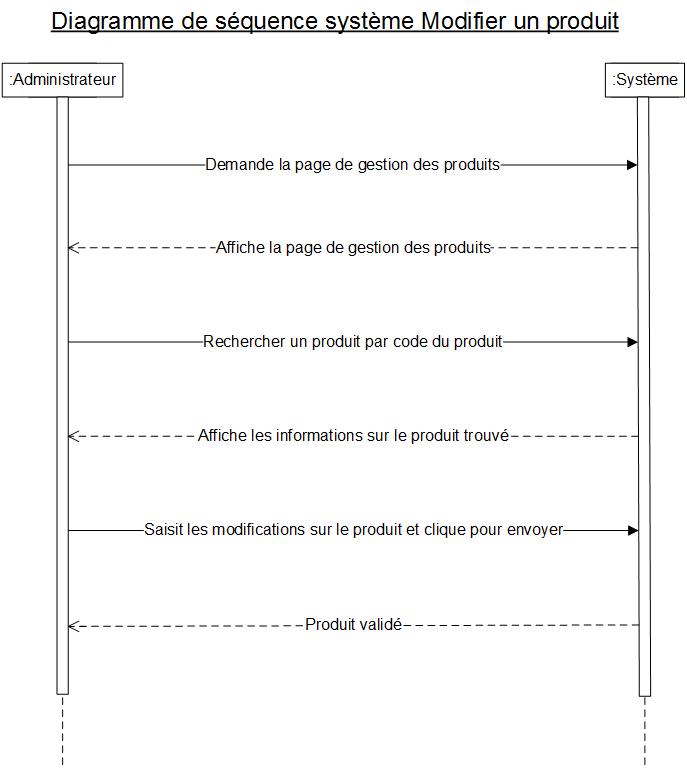 Diagramme de séquence système Modifier un produit
:Administrateur
:Système
Demande la page de gestion des produits
Affiche la page de gestion des produits
Rechercher un produit par code du produit
Affiche les informations sur le produit trouvé
Saisit les modifications sur le produit et clique pour envoyer
Produit validé